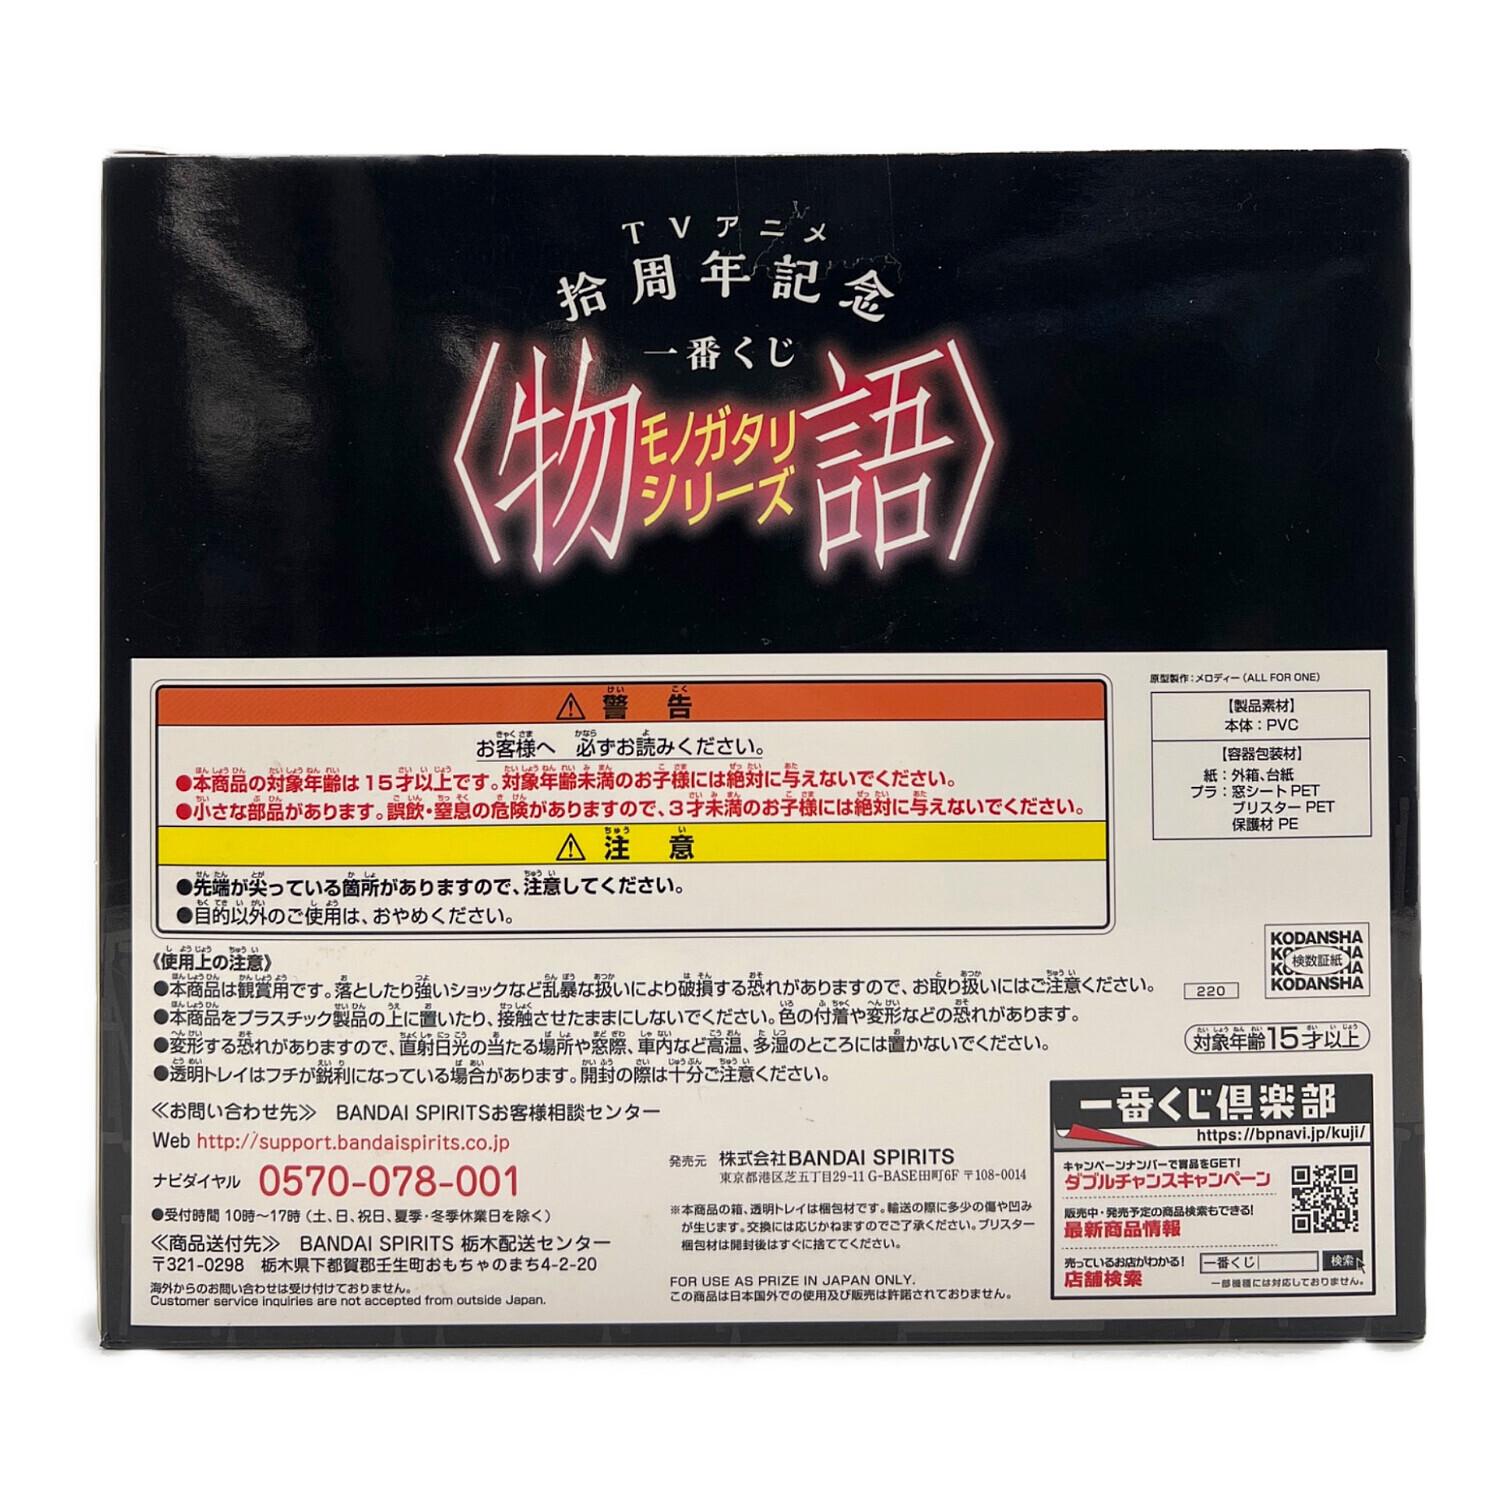 TVアニメ
拾周年記念
一番くじ
〈物語〉
モノガタリ
シリーズ
⚠警告
お客様へ 必ずお読みください。
●本商品の対象年齢は15才以上です。対象年齢未満のお子様には絶対に与えないでください。
●小さな部品があります。誤飲・窒息の危険がありますので、3才未満のお子様には絶対に与えないでください。
⚠注意
●先端が尖っている箇所がありますので、注意してください。
●目的以外のご使用は、おやめください。
原型製作：メロディー（ALL FOR ONE）
【製品素材】
本体：PVC
【容器包装材】
紙：外箱、台紙
プラ：窓シート PET
ブリスター PET
保護材 PE
《使用上の注意》
●本商品は観賞用です。落としたり強いショックなど乱暴な扱いにより破損する恐れがありますので、お取り扱いにはご注意ください。
●本商品をプラスチック製品の上に置いたり、接触させたままにしないでください。色の付着や変形などの恐れがあります。
●変形する恐れがありますので、直射日光の当たる場所や窓際、車内など高温、多湿のところには置かないでください。
●透明トレイはフチが鋭利になっている場合があります。開封の際は十分ご注意ください。
KODANSHA
検数証紙
KODANSHA
220
対象年齢15才以上
≪お問い合わせ先≫ BANDAI SPIRITSお客様相談センター
Web http://support.bandaispirits.co.jp
ナビダイヤル 0570-078-001
●受付時間 10時～17時（土、日、祝日、夏季・冬季休業日を除く）
≪商品送付先≫ BANDAI SPIRITS 栃木配送センター
〒321-0298 栃木県下都賀郡壬生町おもちゃのまち4-2-20
海外からのお問い合わせは受け付けておりません。
Customer service inquiries are not accepted from outside Japan.
発売元 株式会社BANDAI SPIRITS
東京都港区芝五丁目29-11 G-BASE田町6F 〒108-0014
※本商品の箱、透明トレイは梱包材です。輸送の際に多少の傷や凹み
が生じます。交換には応じかねますのでご了承ください。ブリスター
梱包材は開封後はすぐに捨ててください。
FOR USE AS PRIZE IN JAPAN ONLY.
この商品は日本国外での使用及び販売は許諾されておりません。
一番くじ倶楽部
https://bpnavi.jp/kuji/
キャンペーンナンバーで賞品をGET!
ダブルチャンスキャンペーン
販売中・発売予定の商品検索もできる!
最新商品情報
売っているお店がわかる!
店舗検索
一番くじ 検索
一部機種には対応しておりません。